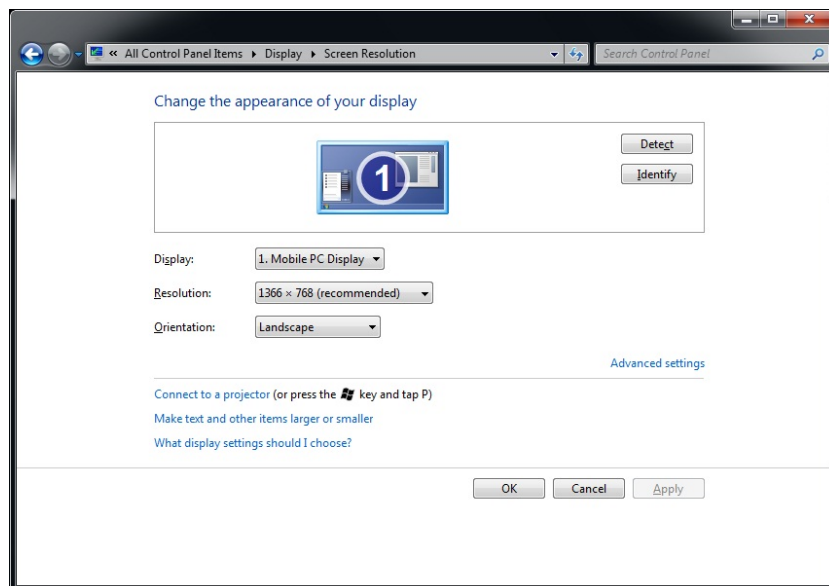 « All Control Panel Items ▸ Display ▸ Screen Resolution
Search Control Panel
Change the appearance of your display
1
Detect
Identify
Display: 1. Mobile PC Display
Resolution: 1366 × 768 (recommended)
Orientation: Landscape
Advanced settings
Connect to a projector (or press the key and tap P)
Make text and other items larger or smaller
What display settings should I choose?
OK Cancel Apply